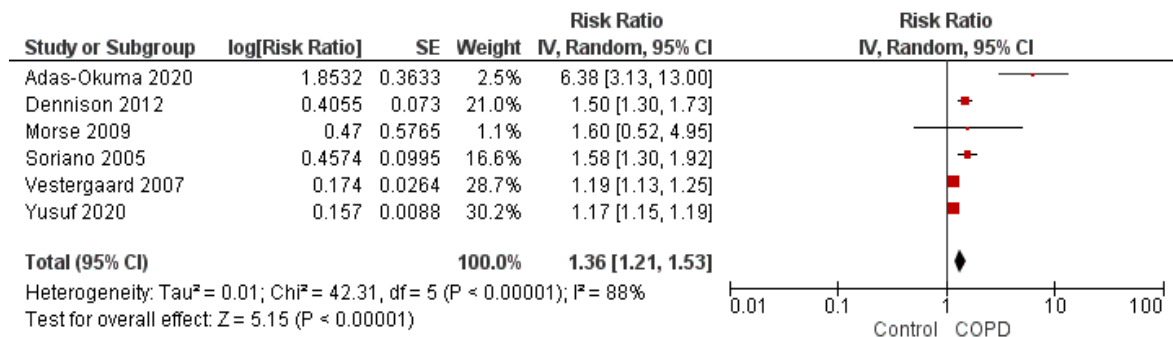 Risk Ratio Risk Ratio
Study or Subgroup log[Risk Ratio] SE Weight IV, Random, 95% CI IV, Random, 95% CI
Adas-Okuma 2020 1.8532 0.3633 2.5% 6.38 [3.13, 13.00]
Dennison 2012 0.4055 0.073 21.0% 1.50 [1.30, 1.73]
Morse 2009 0.47 0.5765 1.1% 1.60 [0.52, 4.95]
Soriano 2005 0.4574 0.0995 16.6% 1.58 [1.30, 1.92]
Vestergaard 2007 0.174 0.0264 28.7% 1.19 [1.13, 1.25]
Yusuf 2020 0.157 0.0088 30.2% 1.17 [1.15, 1.19]
Total (95% CI) 100.0% 1.36 [1.21, 1.53]
Heterogeneity: Tau² = 0.01; Chi² = 42.31, df = 5 (P < 0.00001); I² = 88%
Test for overall effect: Z = 5.15 (P < 0.00001)
0.01 0.1 1 10 100
Control COPD